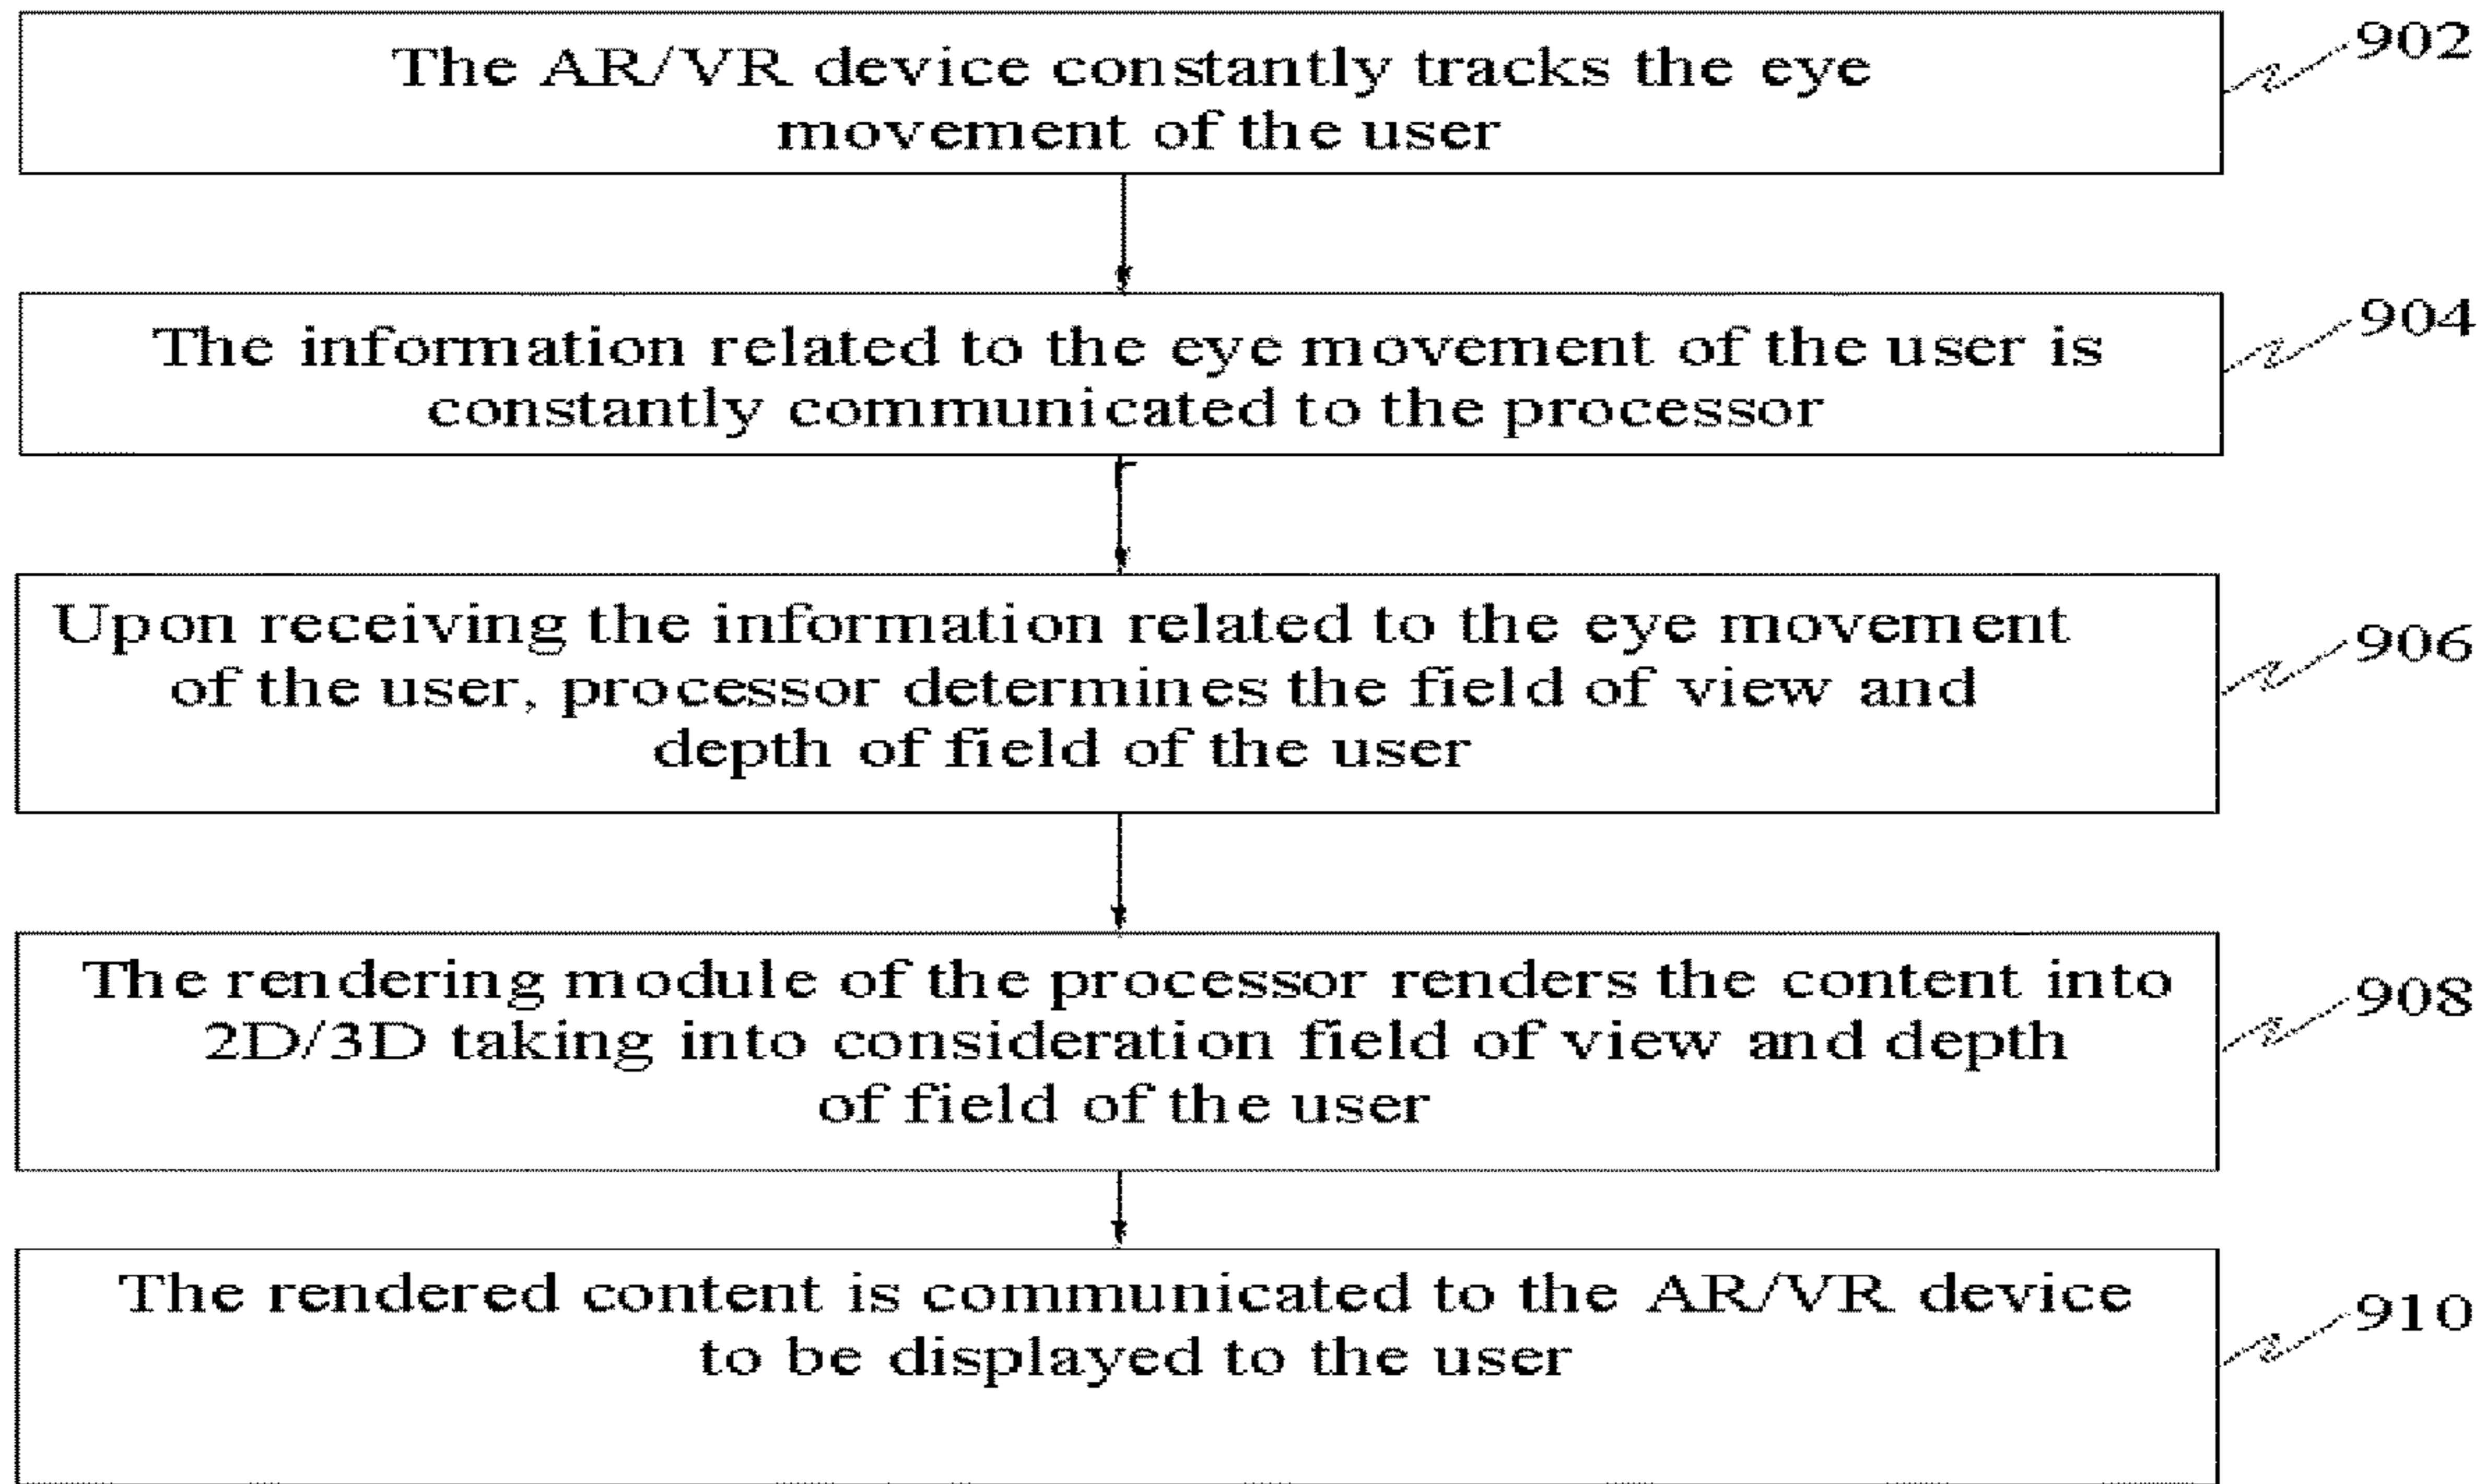 The AR/VR device constantly tracks the eye
movement of the user
902
The information related to the eye movement of the user is
constantly communicated to the processor
904
Upon receiving the information related to the eye movement
of the user, processor determines the field of view and
depth of field of the user
906
The rendering module of the processor renders the content into
2D/3D taking into consideration field of view and depth
of field of the user
908
The rendered content is communicated to the AR/VR device
to be displayed to the user
910